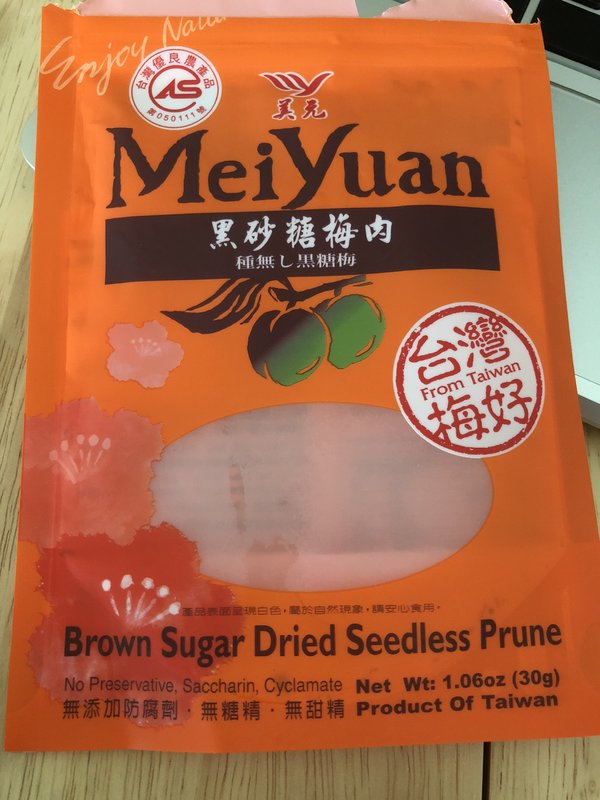 Enjoy Natu
台灣優良農產品
CAS
第050111號
美元
MeiYuan
黑砂糖梅肉
種無し黒糖梅
台灣
From Taiwan
梅好
產品表面呈現白色，屬於自然現象，請安心食用。
Brown Sugar Dried Seedless Prune
No Preservative, Saccharin, Cyclamate
Net Wt: 1.06oz (30g)
無添加防腐劑·無糖精·無甜精
Product Of Taiwan